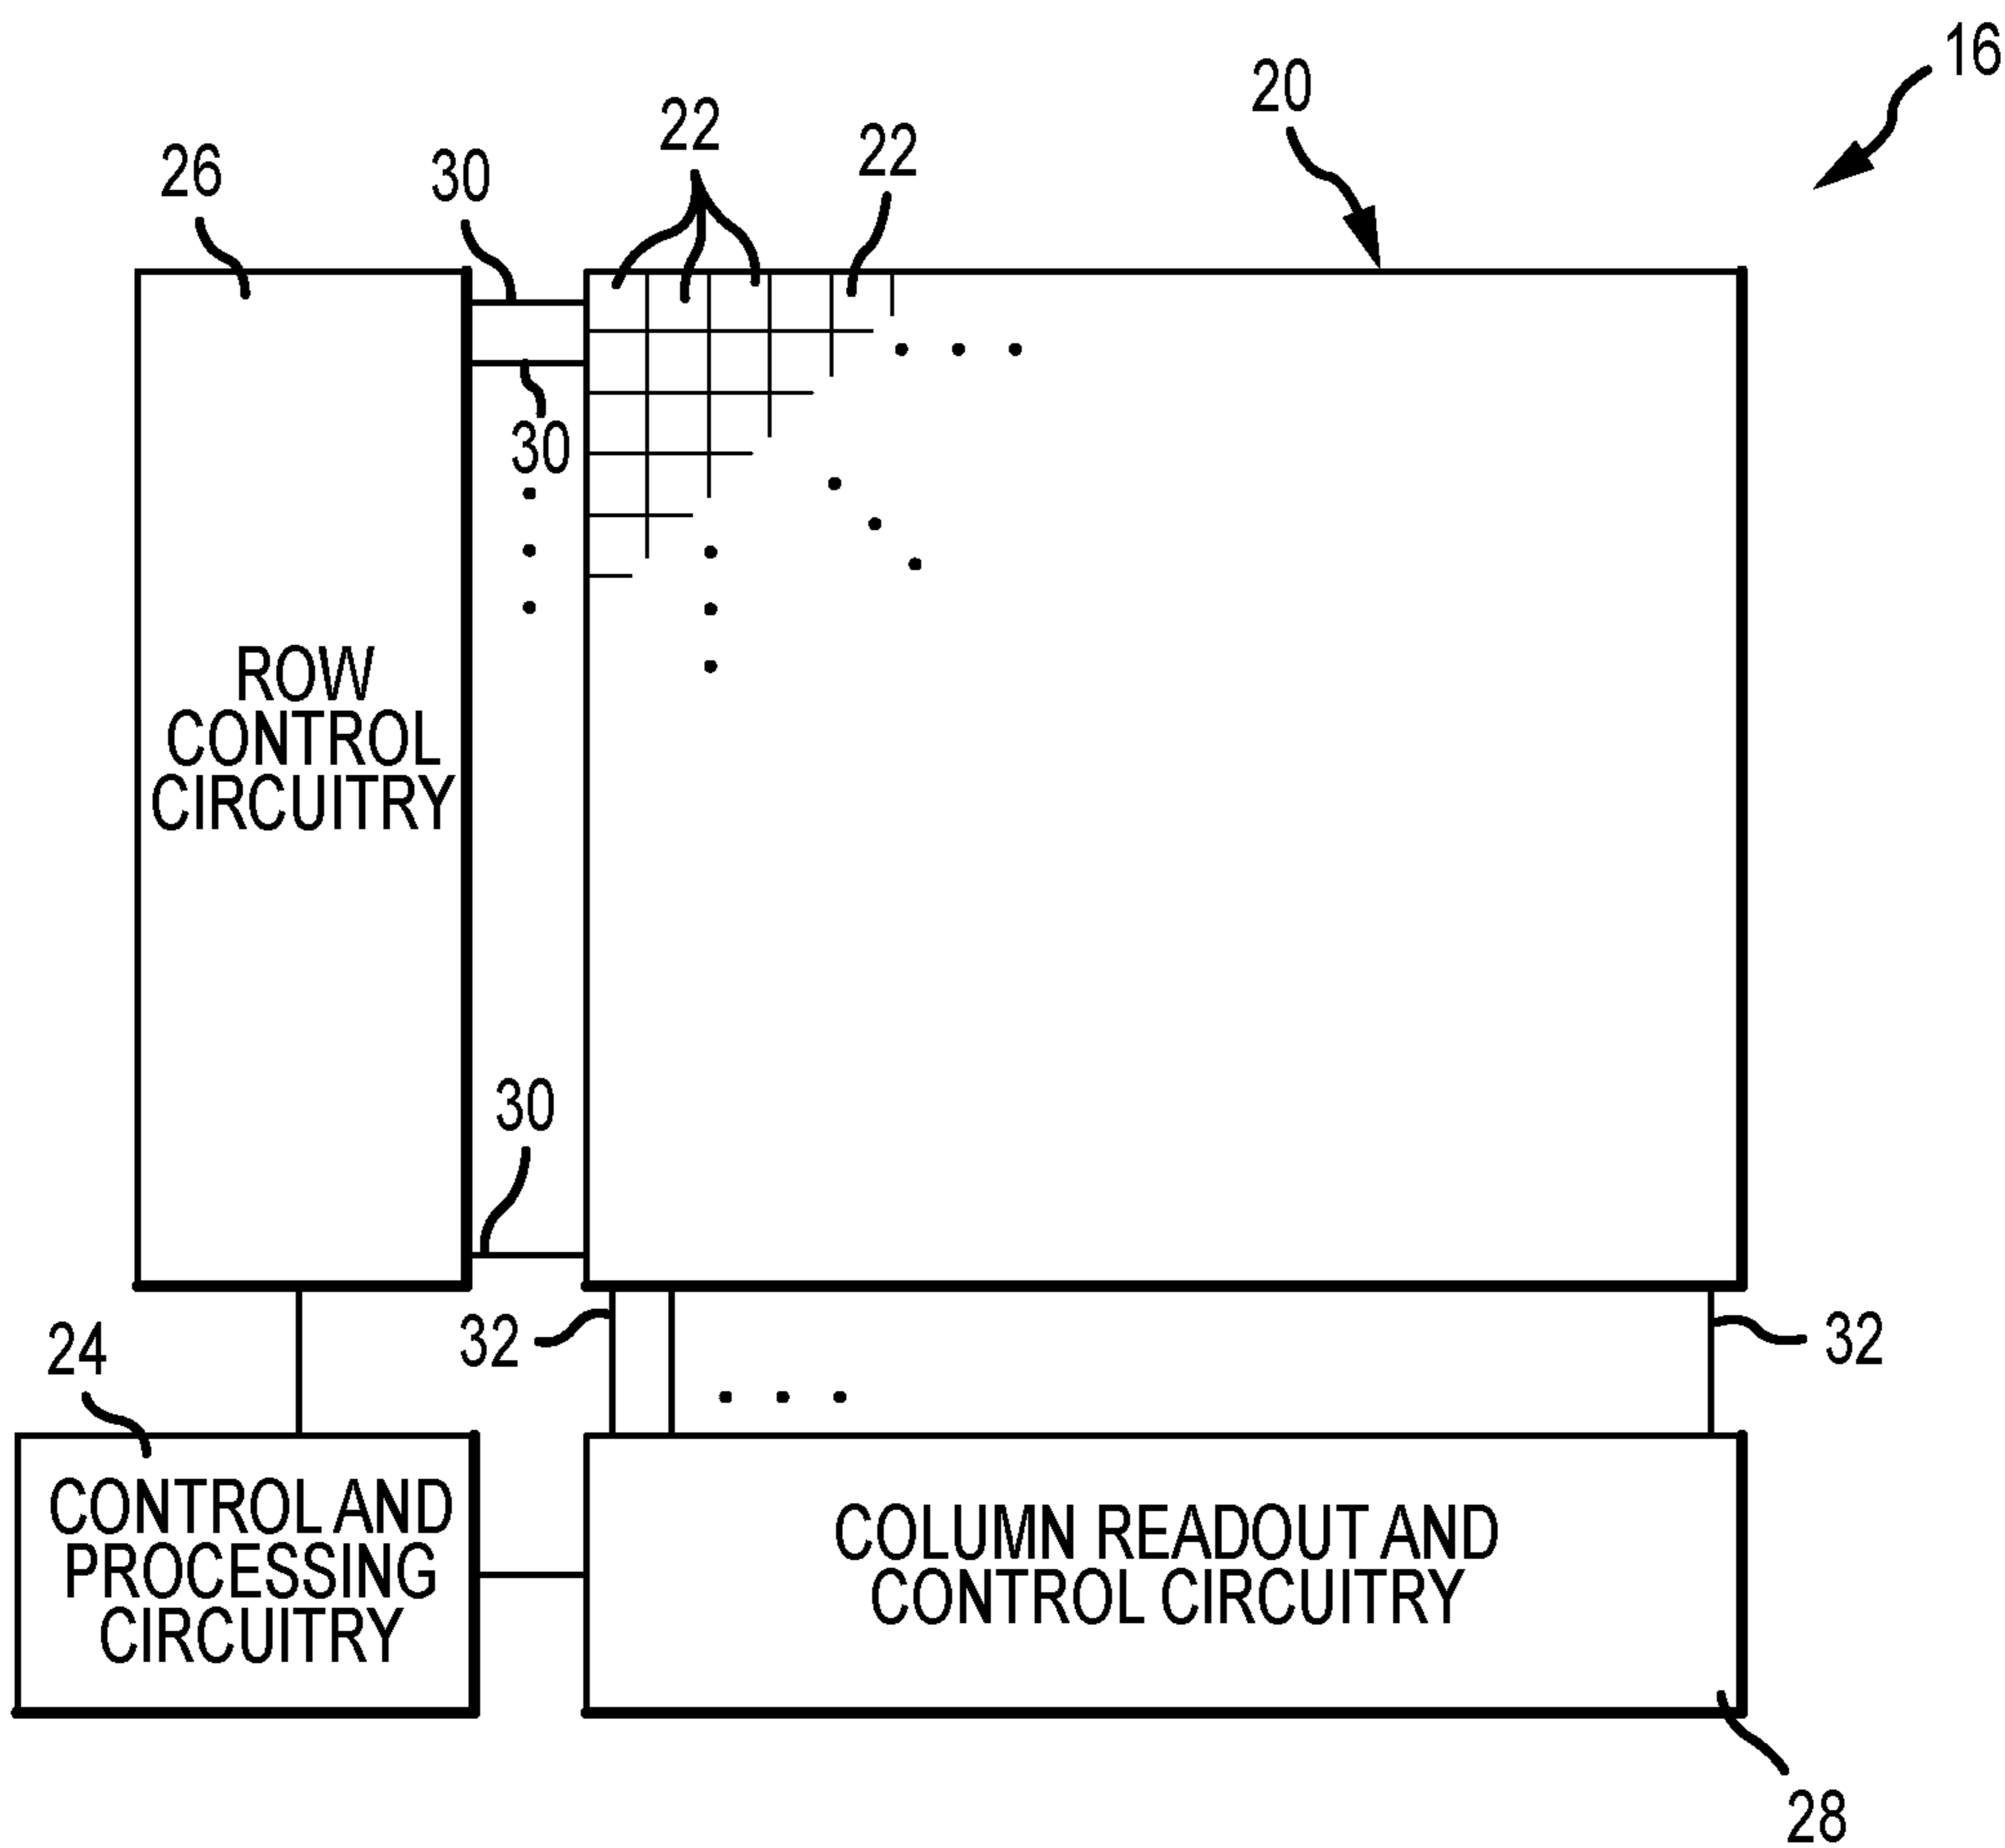 16
20
22
22
26
30
30
ROW
CONTROL
CIRCUITRY
30
32
32
24
CONTROL AND
PROCESSING
CIRCUITRY
COLUMN READOUT AND
CONTROL CIRCUITRY
28